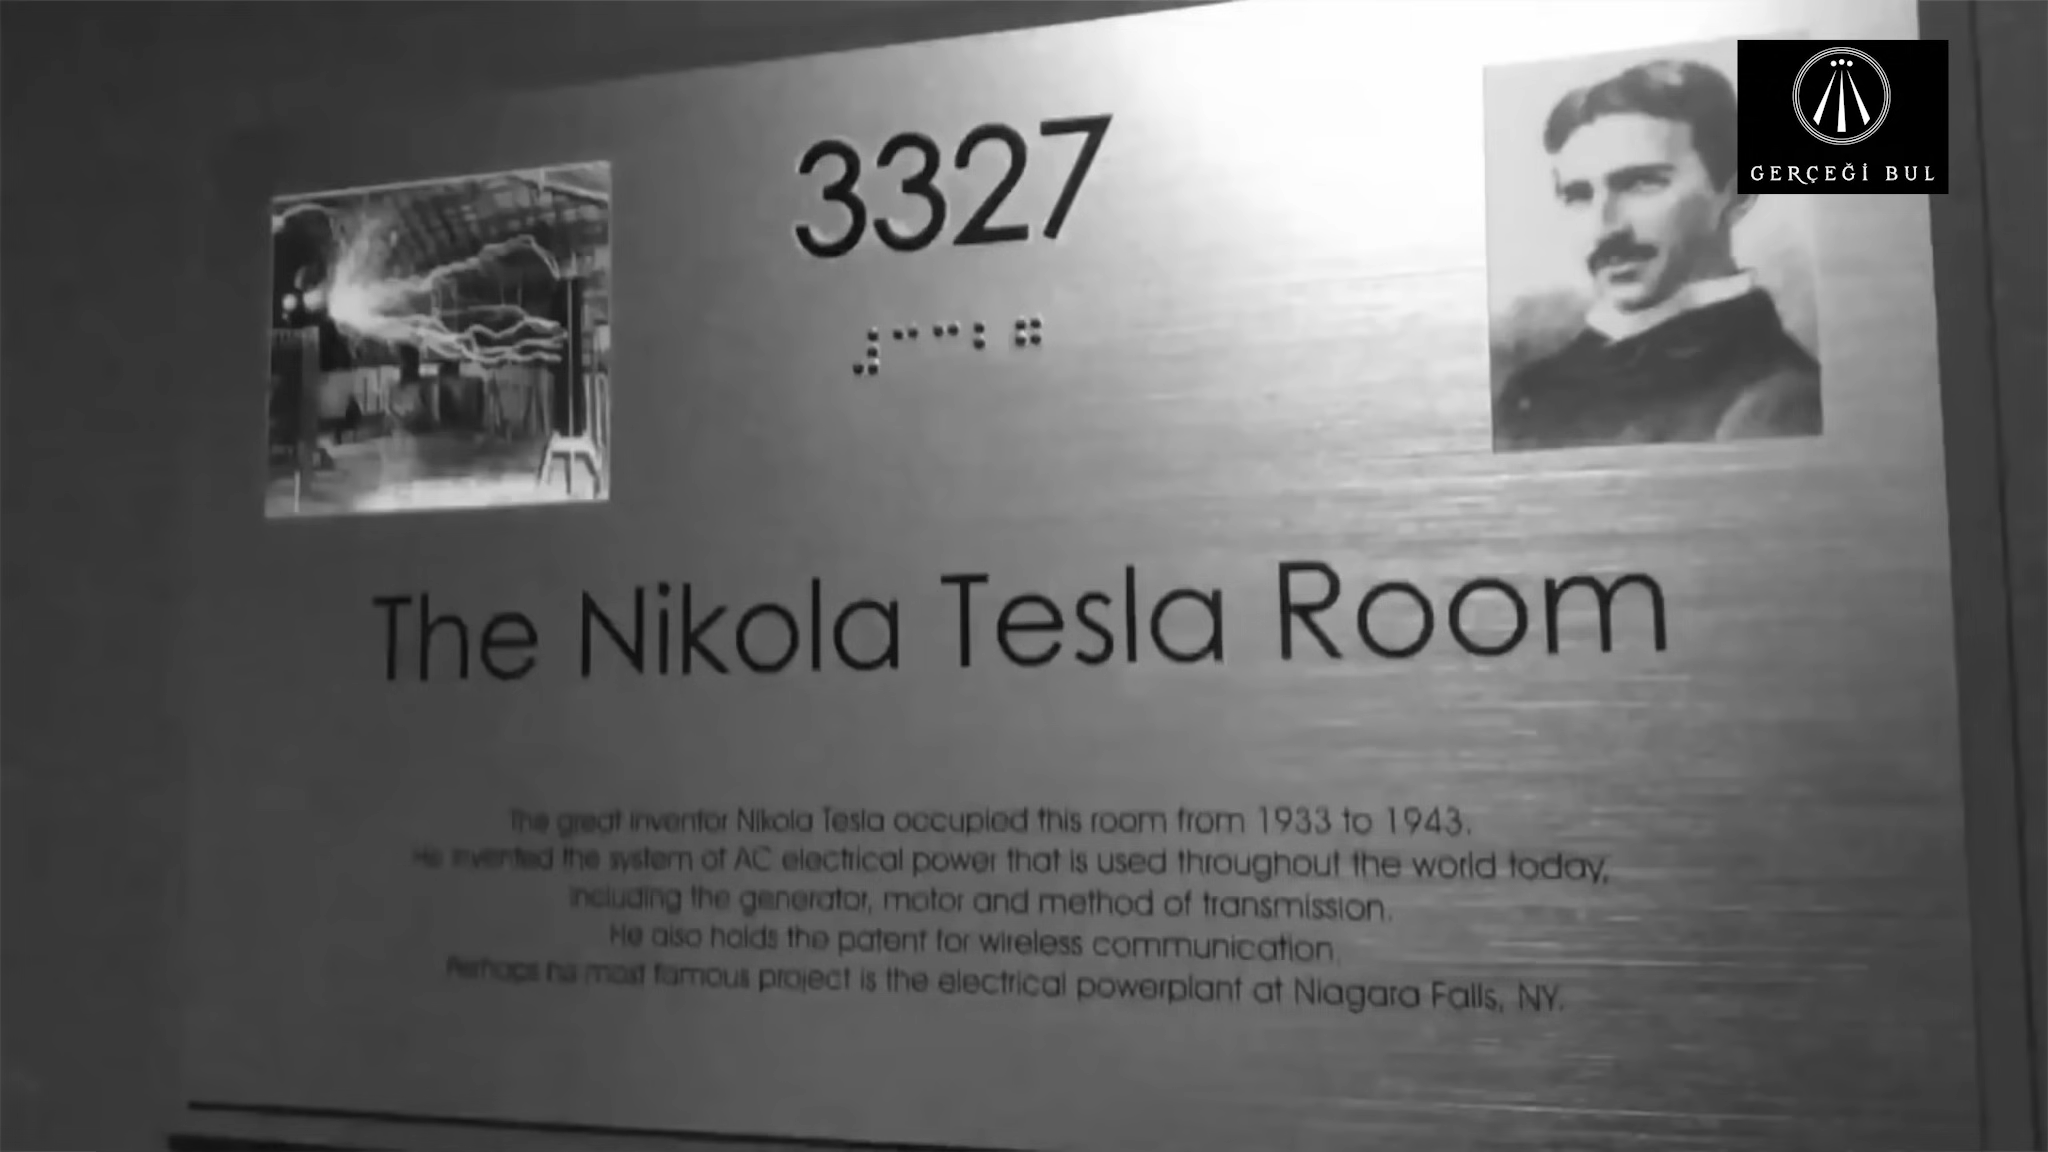 GERÇEĞİ BUL
3327
⠼⠉⠉⠃⠛
The Nikola Tesla Room
The great inventor Nikola Tesla occupied this room from 1933 to 1943.
He invented the system of AC electrical power that is used throughout the world today,
including the generator, motor and method of transmission.
He also holds the patent for wireless communication.
Perhaps his most famous project is the electrical powerplant at Niagara Falls, NY.